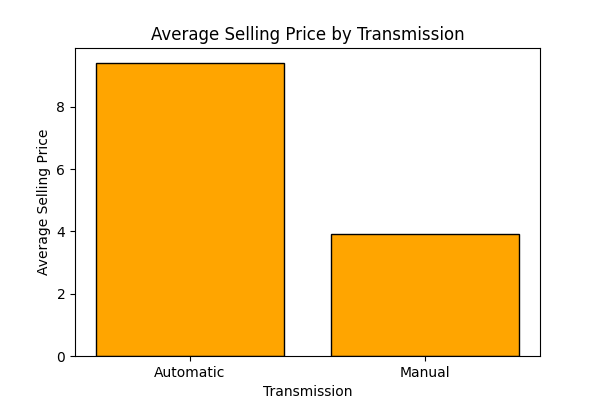 Average Selling Price by Transmission
Average Selling Price
8
6
4
2
0
Automatic
Manual
Transmission